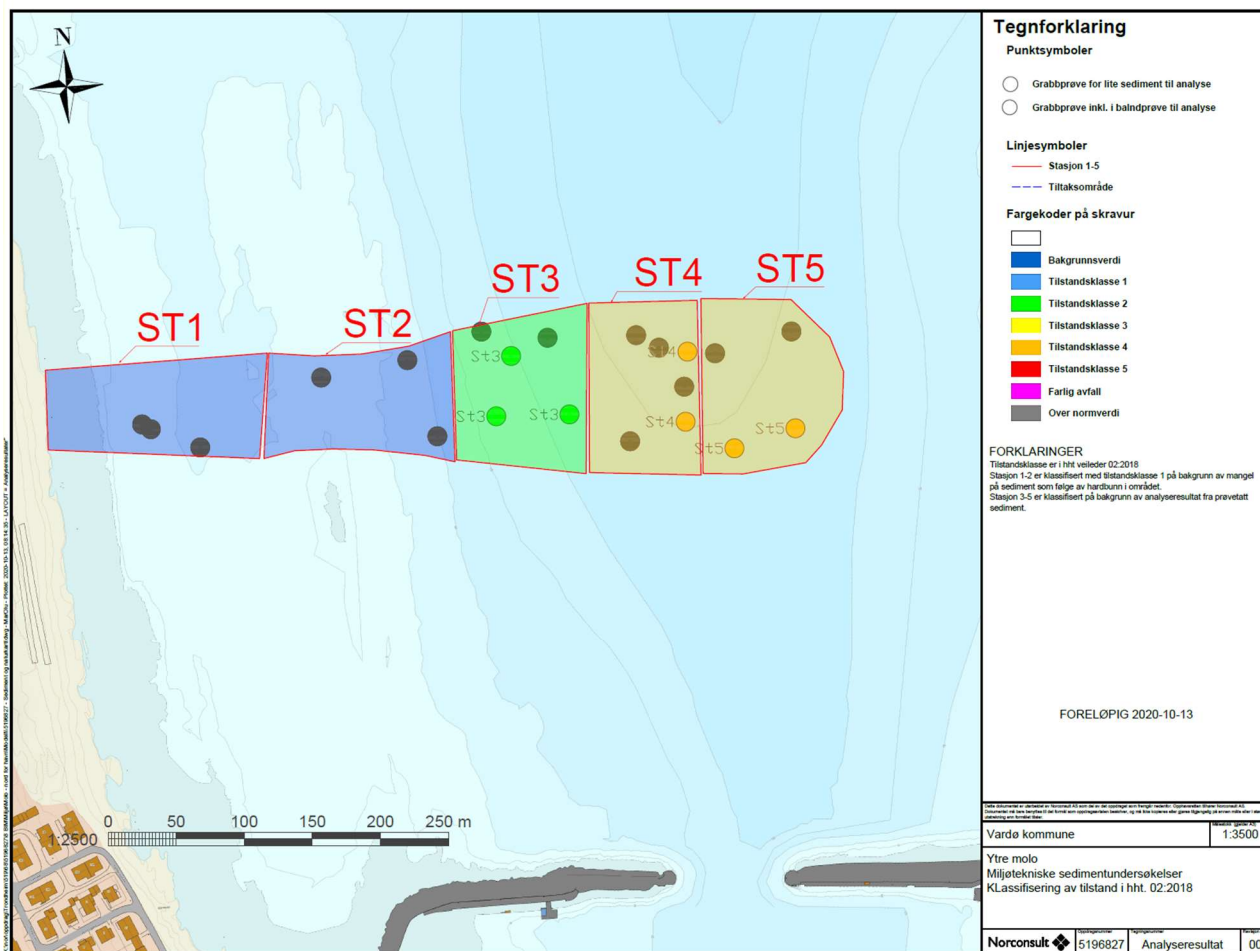 N
ST1
ST2
ST3
ST4
ST5
St3
St3
St3
St4
St4
St5
St5
0 50 100 150 200 250 m
1:2500
Tegnforklaring
Punktsymboler
Grabbprøve for lite sediment til analyse
Grabbprøve inkl. i balndprøve til analyse
Linjesymboler
Stasjon 1-5
Tiltaksområde
Fargekoder på skravur
Bakgrunnsverdi
Tilstandsklasse 1
Tilstandsklasse 2
Tilstandsklasse 3
Tilstandsklasse 4
Tilstandsklasse 5
Farlig avfall
Over normverdi
FORKLARINGER
Tilstandsklasse er i hht veileder 02:2018
Stasjon 1-2 er klassifisert med tilstandsklasse 1 på bakgrunn av mangel
på sediment som følge av hardbunn i området.
Stasjon 3-5 er klassifisert på bakgrunn av analyseresultat fra prøvetatt
sediment.
FORELØPIG 2020-10-13
Vardø kommune
1:3500
Ytre molo
Miljøtekniske sedimentundersøkelser
KLassifisering av tilstand i hht. 02:2018
Norconsult
Oppdragsnummer
5196827
Tegningsnummer
Analyseresultat